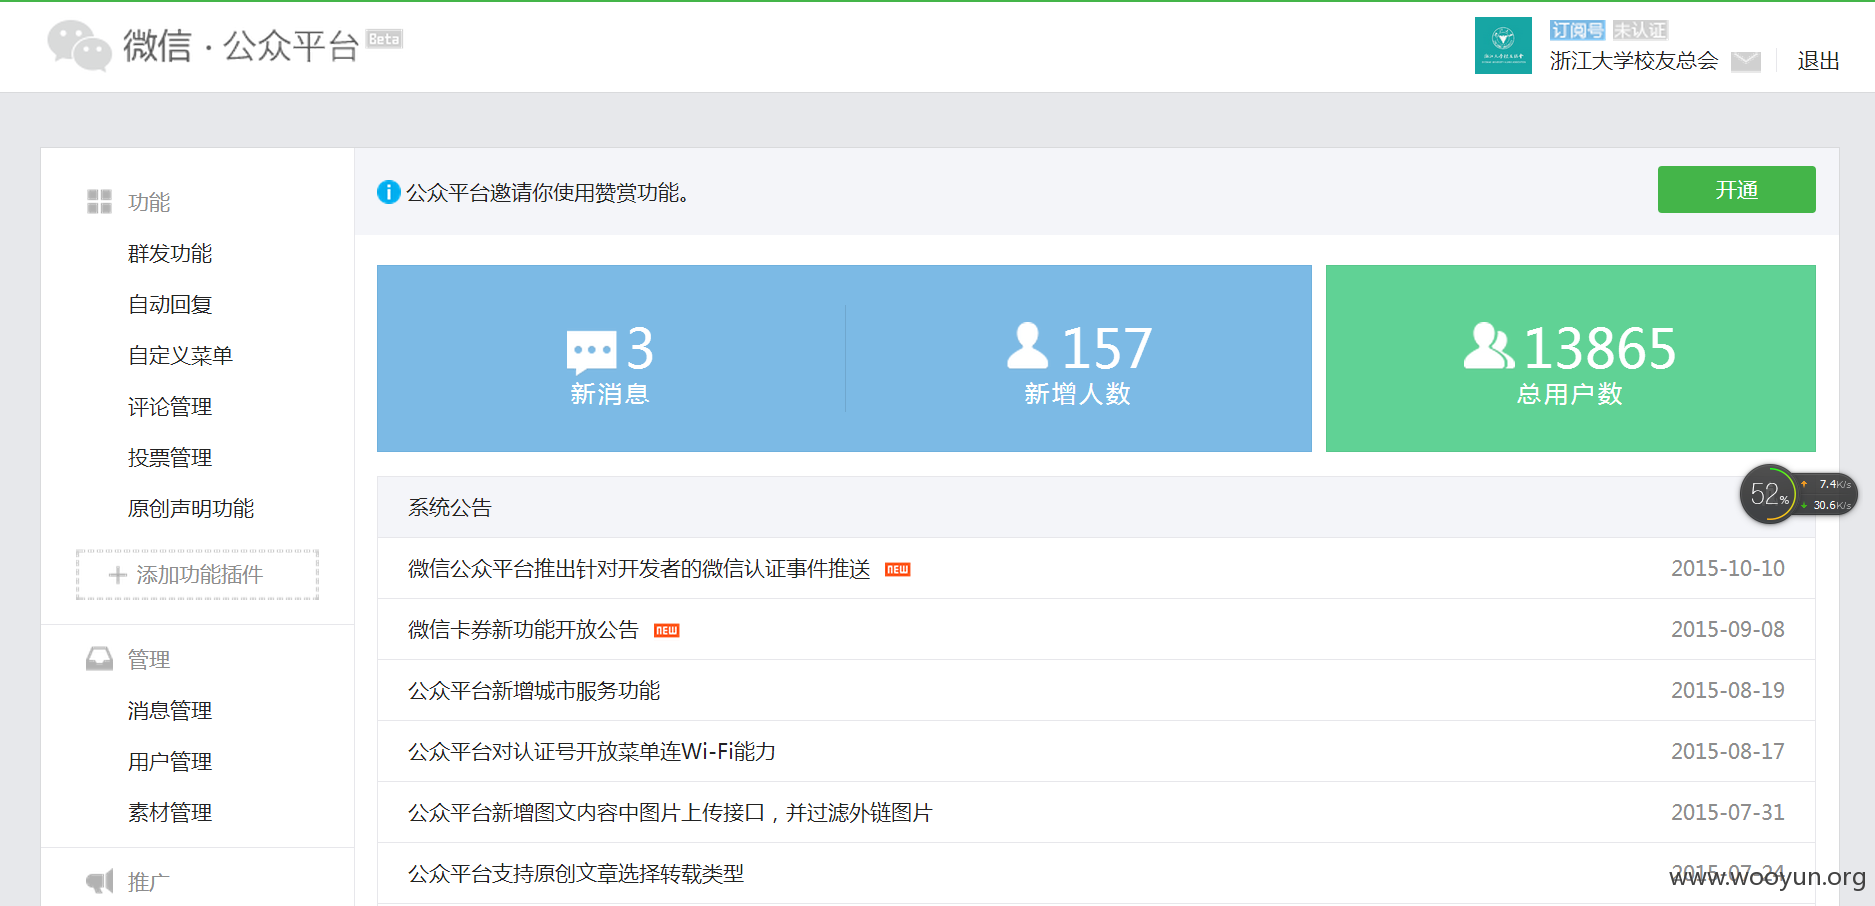 微信·公众平台 Beta
订阅号 未认证
浙江大学校友总会 退出
功能
群发功能
自动回复
自定义菜单
评论管理
投票管理
原创声明功能
+ 添加功能插件
管理
消息管理
用户管理
素材管理
推广
公众平台邀请你使用赞赏功能。 开通
3
新消息
157
新增人数
13865
总用户数
52% 7.4K/s
30.6K/s
系统公告
微信公众平台推出针对开发者的微信认证事件推送 NEW 2015-10-10
微信卡券新功能开放公告 NEW 2015-09-08
公众平台新增城市服务功能 2015-08-19
公众平台对认证号开放菜单连Wi-Fi能力 2015-08-17
公众平台新增图文内容中图片上传接口，并过滤外链图片 2015-07-31
公众平台支持原创文章选择转载类型 2015-07-24
www.wooyun.org